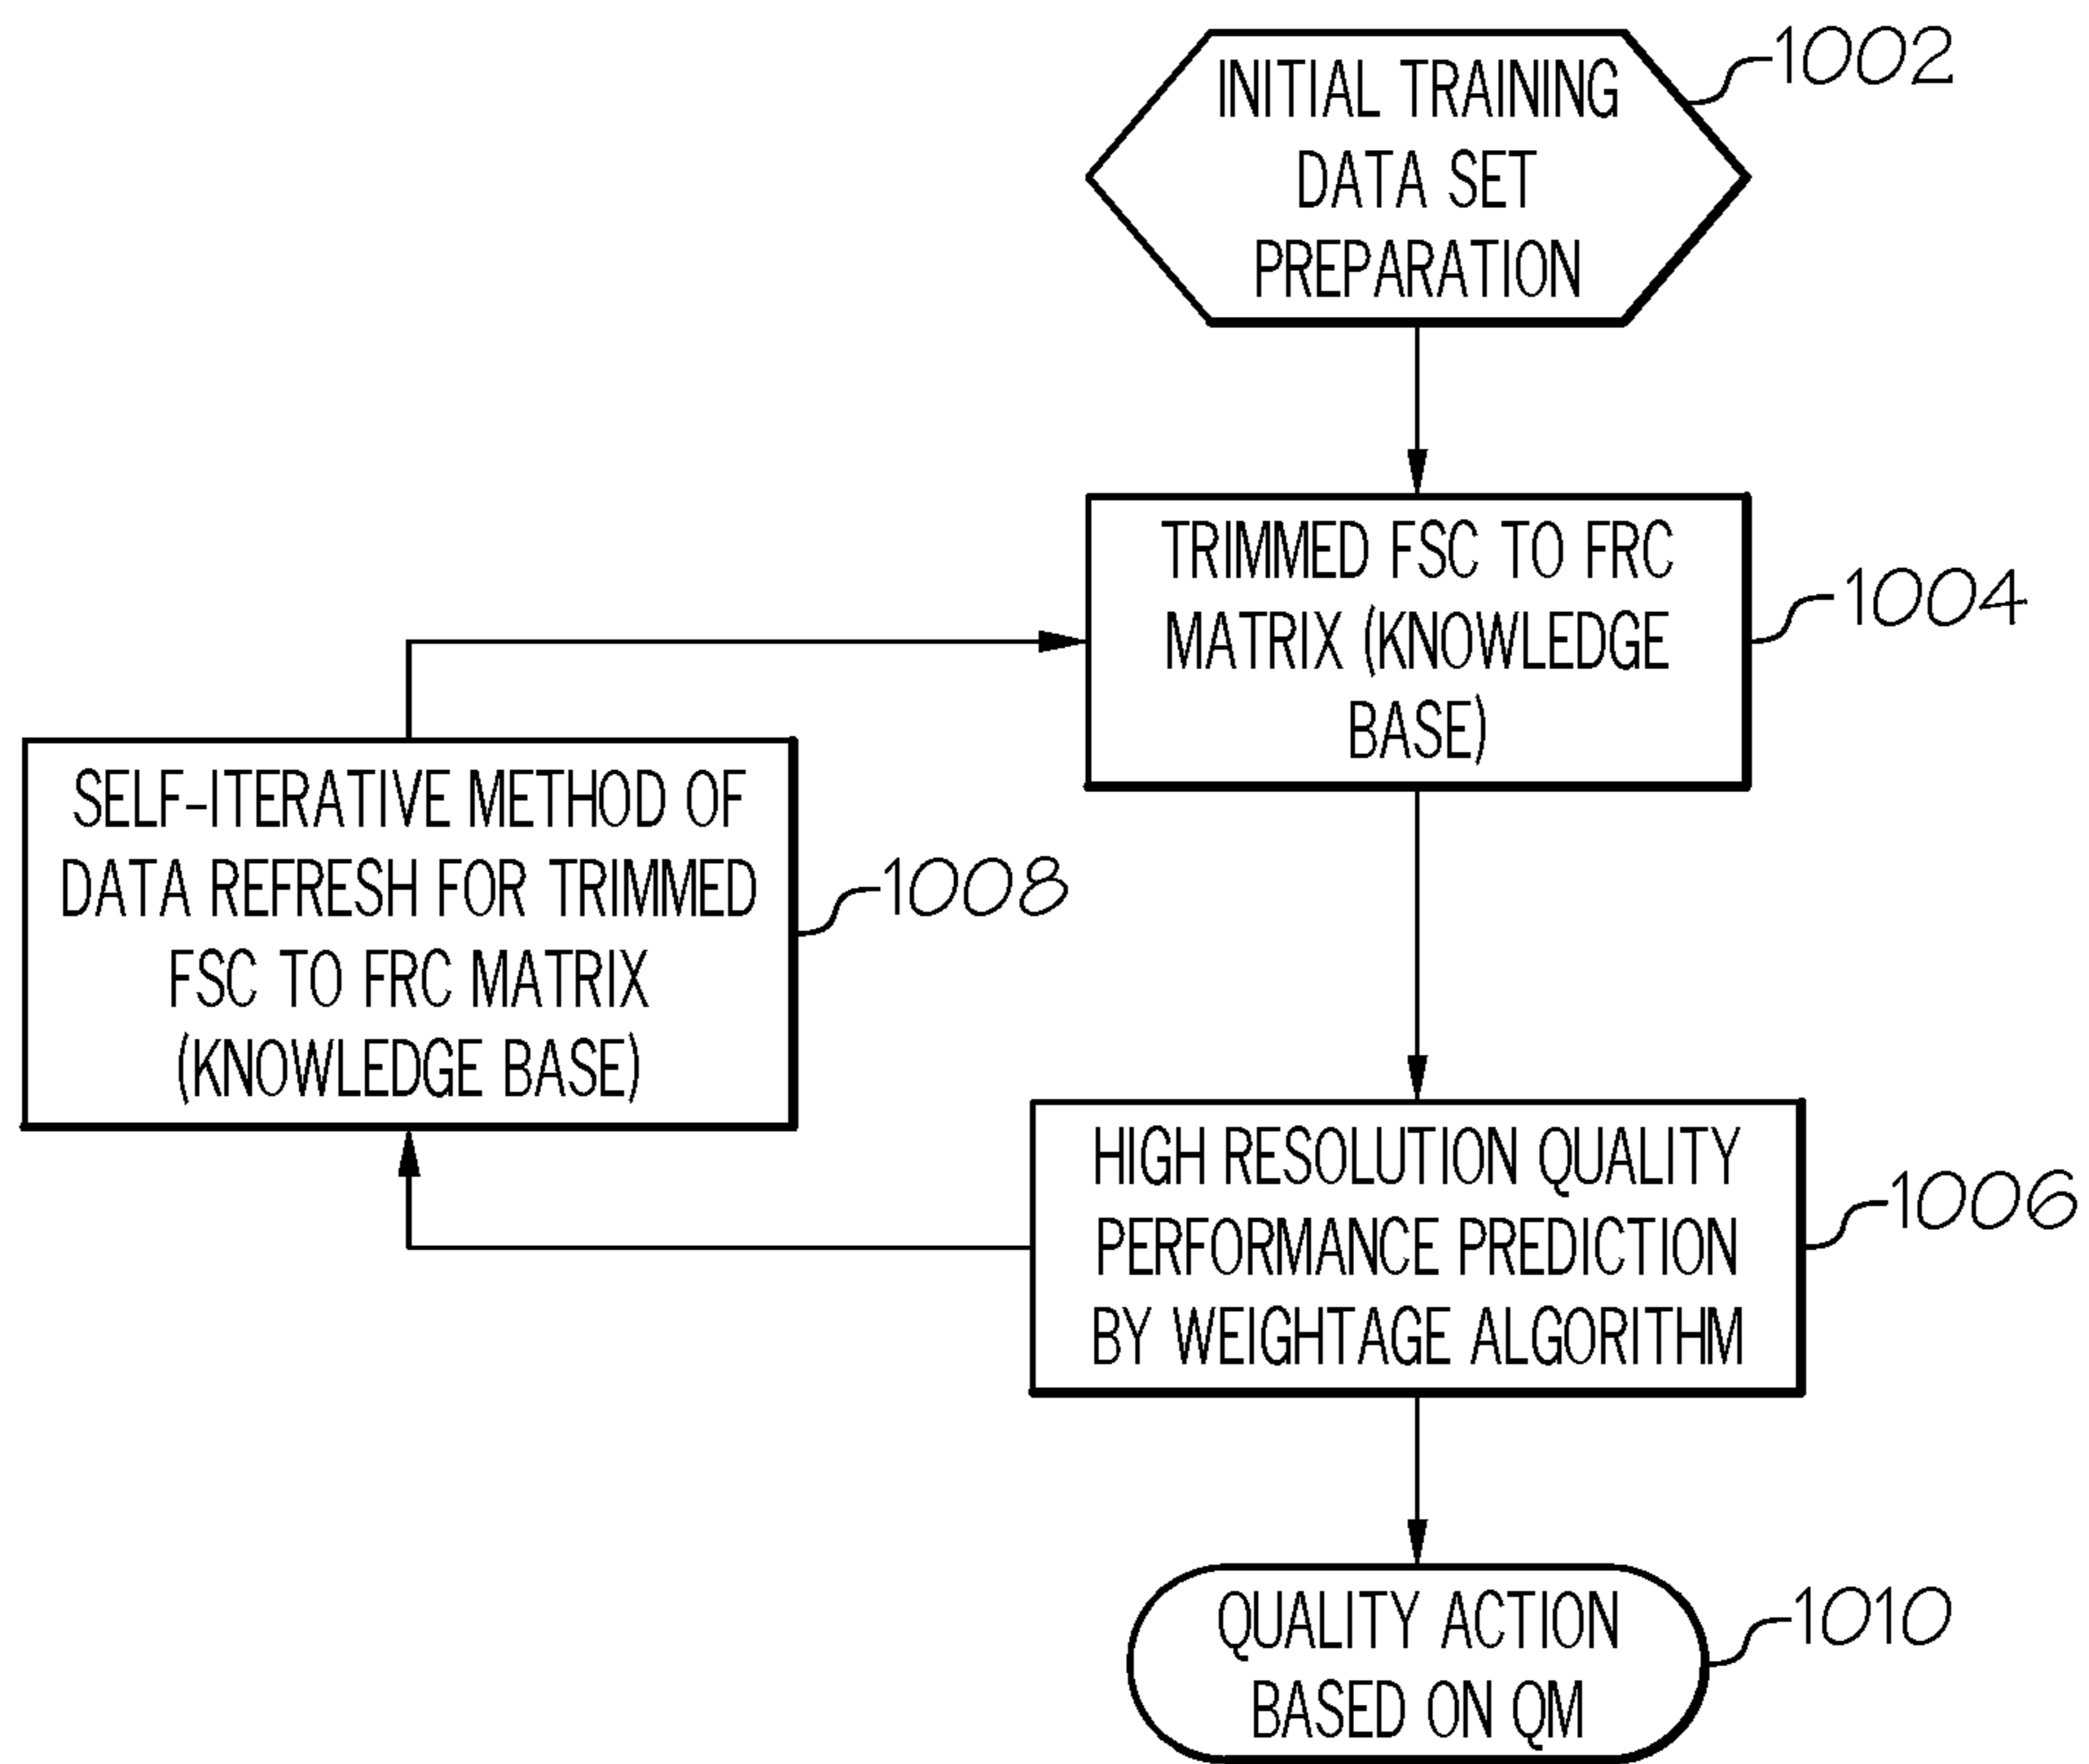 INITIAL TRAINING
DATA SET
PREPARATION
1002
TRIMMED FSC TO FRC
MATRIX (KNOWLEDGE
BASE)
1004
SELF-ITERATIVE METHOD OF
DATA REFRESH FOR TRIMMED
FSC TO FRC MATRIX
(KNOWLEDGE BASE)
1008
HIGH RESOLUTION QUALITY
PERFORMANCE PREDICTION
BY WEIGHTAGE ALGORITHM
1006
QUALITY ACTION
BASED ON QM
1010